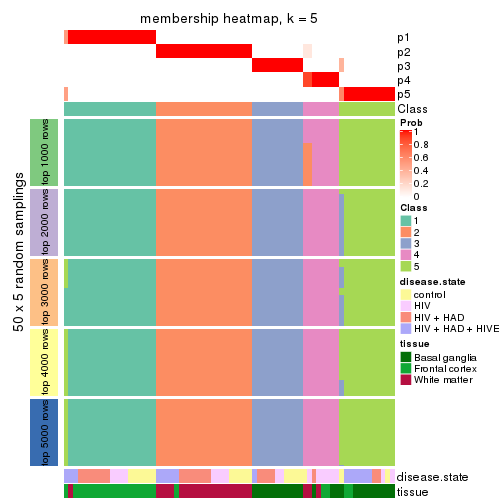 membership heatmap, k = 5
p1
p2
p3
p4
p5
Class
50 x 5 random samplings
top 1000 rows
top 2000 rows
top 3000 rows
top 4000 rows
top 5000 rows
disease.state
tissue
Prob
1
0.8
0.6
0.4
0.2
0
Class
1
2
3
4
5
disease.state
control
HIV
HIV + HAD
HIV + HAD + HIVE
tissue
Basal ganglia
Frontal cortex
White matter